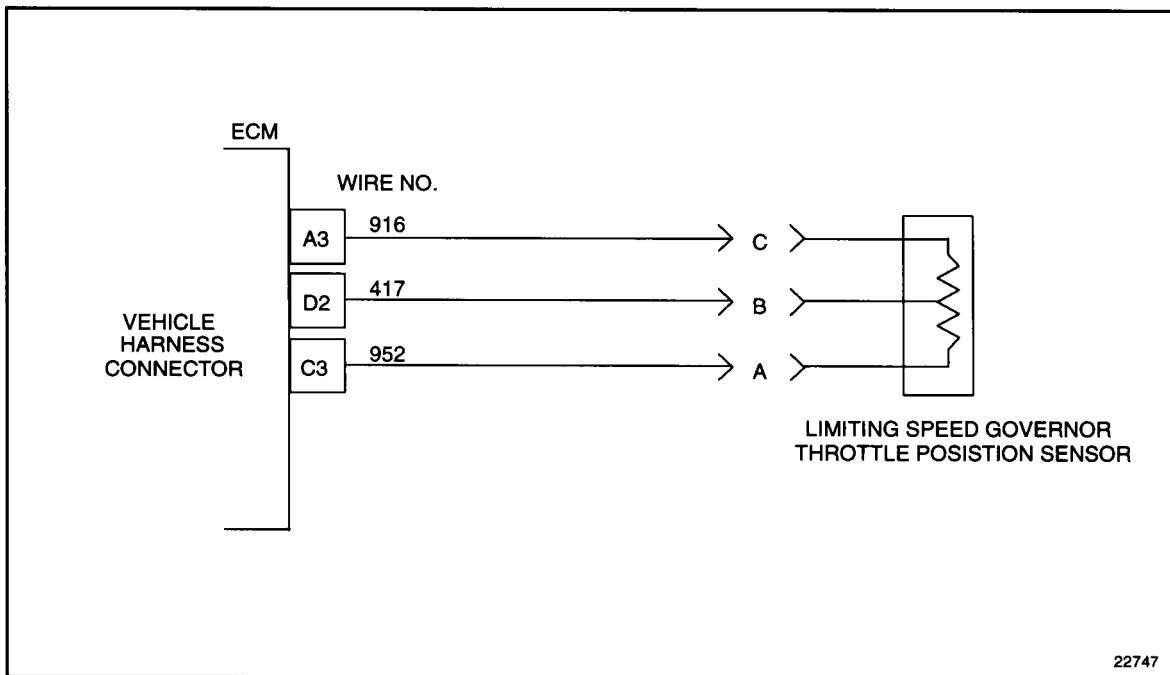 ECM
WIRE NO.
A3 916 C
D2 417 B
C3 952 A
VEHICLE
HARNESS
CONNECTOR
LIMITING SPEED GOVERNOR
THROTTLE POSISTION SENSOR
22747